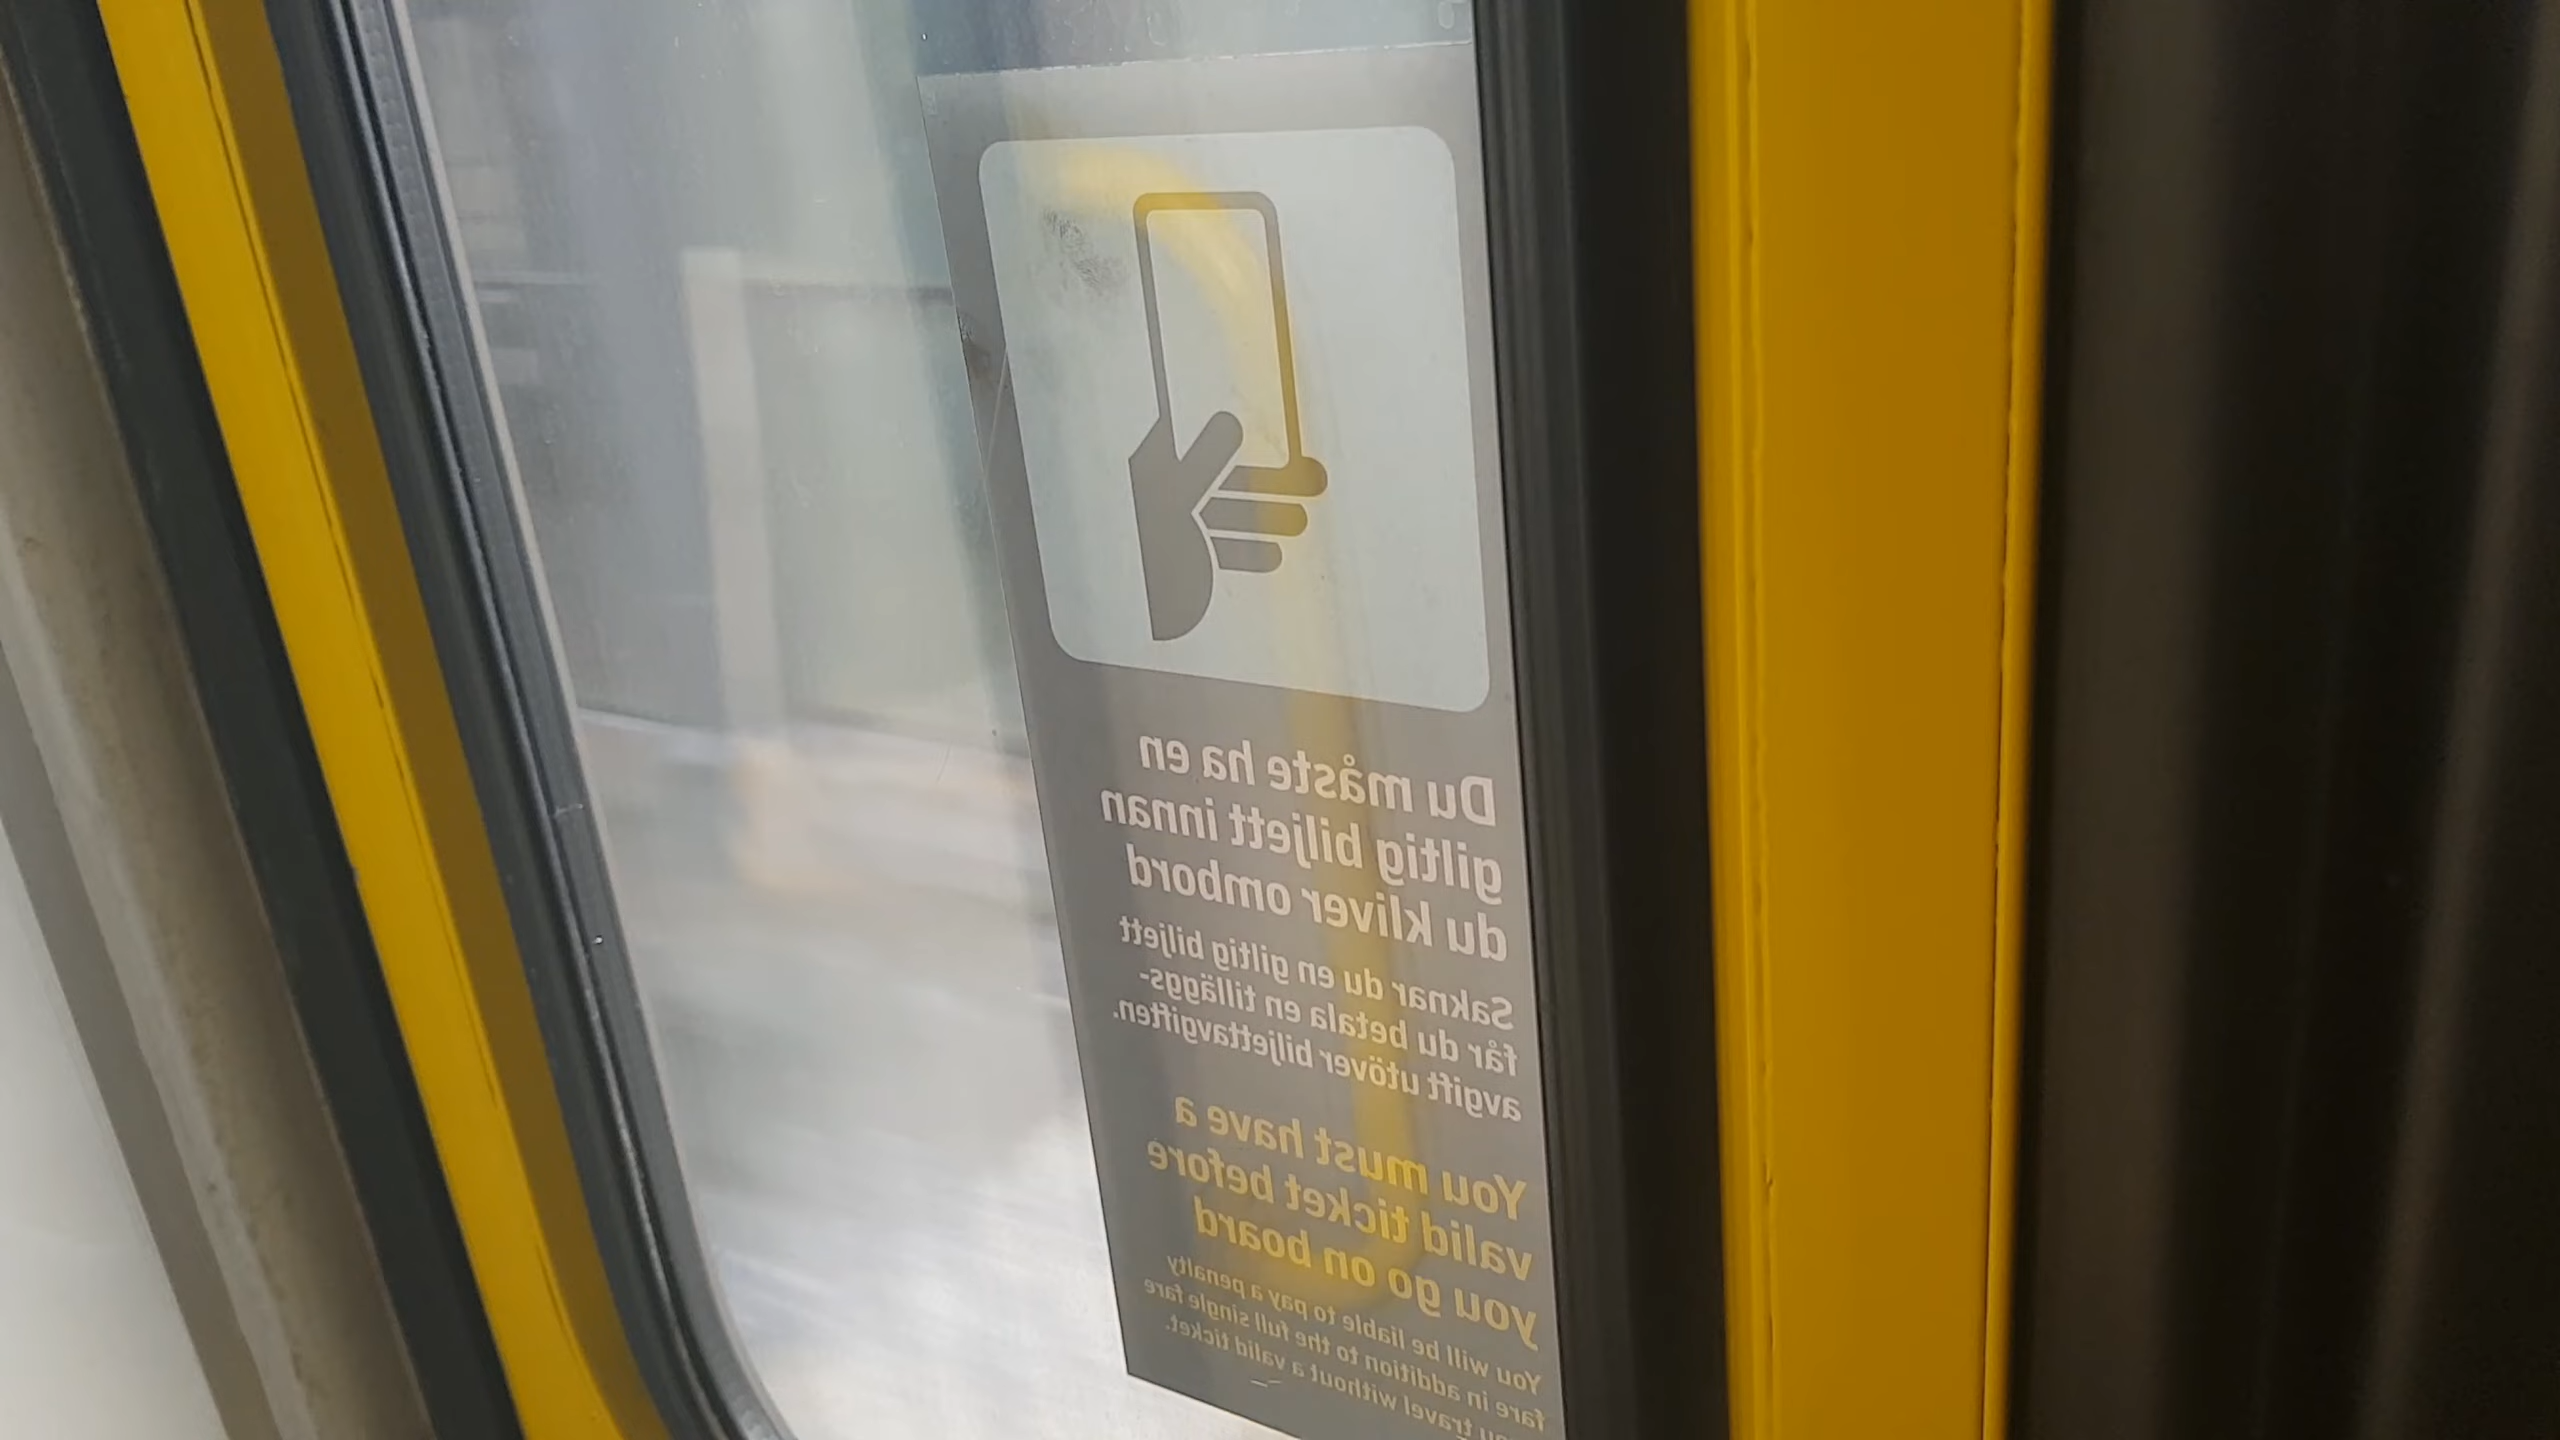 Du måste ha en
giltig biljett innan
du kliver ombord
Saknar du en giltig biljett
får du betala en tilläggs-
avgift utöver biljettavgiften.
You must have a
valid ticket before
you go on board
You will be liable to pay a penalty
fare in addition to the full single fare
travel without a valid ticket.